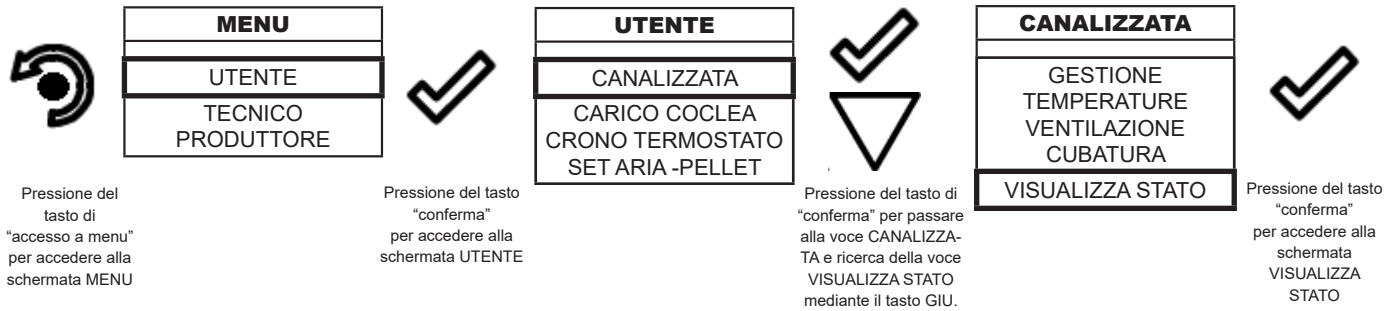 MENU
UTENTE
TECNICO
PRODUTTORE
UTENTE
CANALIZZATA
CARICO COCLEA
CRONO TERMOSTATO
SET ARIA -PELLET
CANALIZZATA
GESTIONE
TEMPERATURE
VENTILAZIONE
CUBATURA
VISUALIZZA STATO
Pressione del
tasto di
“accesso a menu”
per accedere alla
schermata MENU
Pressione del tasto
“conferma”
per accedere alla
schermata UTENTE
Pressione del tasto di
“conferma” per passare
alla voce CANALIZZA-
TA e ricerca della voce
VISUALIZZA STATO
mediante il tasto GIU.
Pressione del tasto
“conferma”
per accedere alla
schermata
VISUALIZZA
STATO